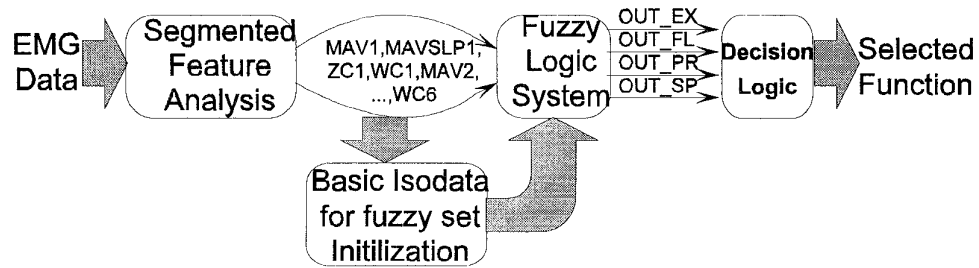 EMG
Data
Segmented
Feature
Analysis
MAV1,MAVSLP1,
ZC1,WC1,MAV2,
...,WC6
Fuzzy
Logic
System
OUT_EX
OUT_FL
OUT_PR
OUT_SP
Decision
Logic
Selected
Function
Basic Isodata
for fuzzy set
Initilization